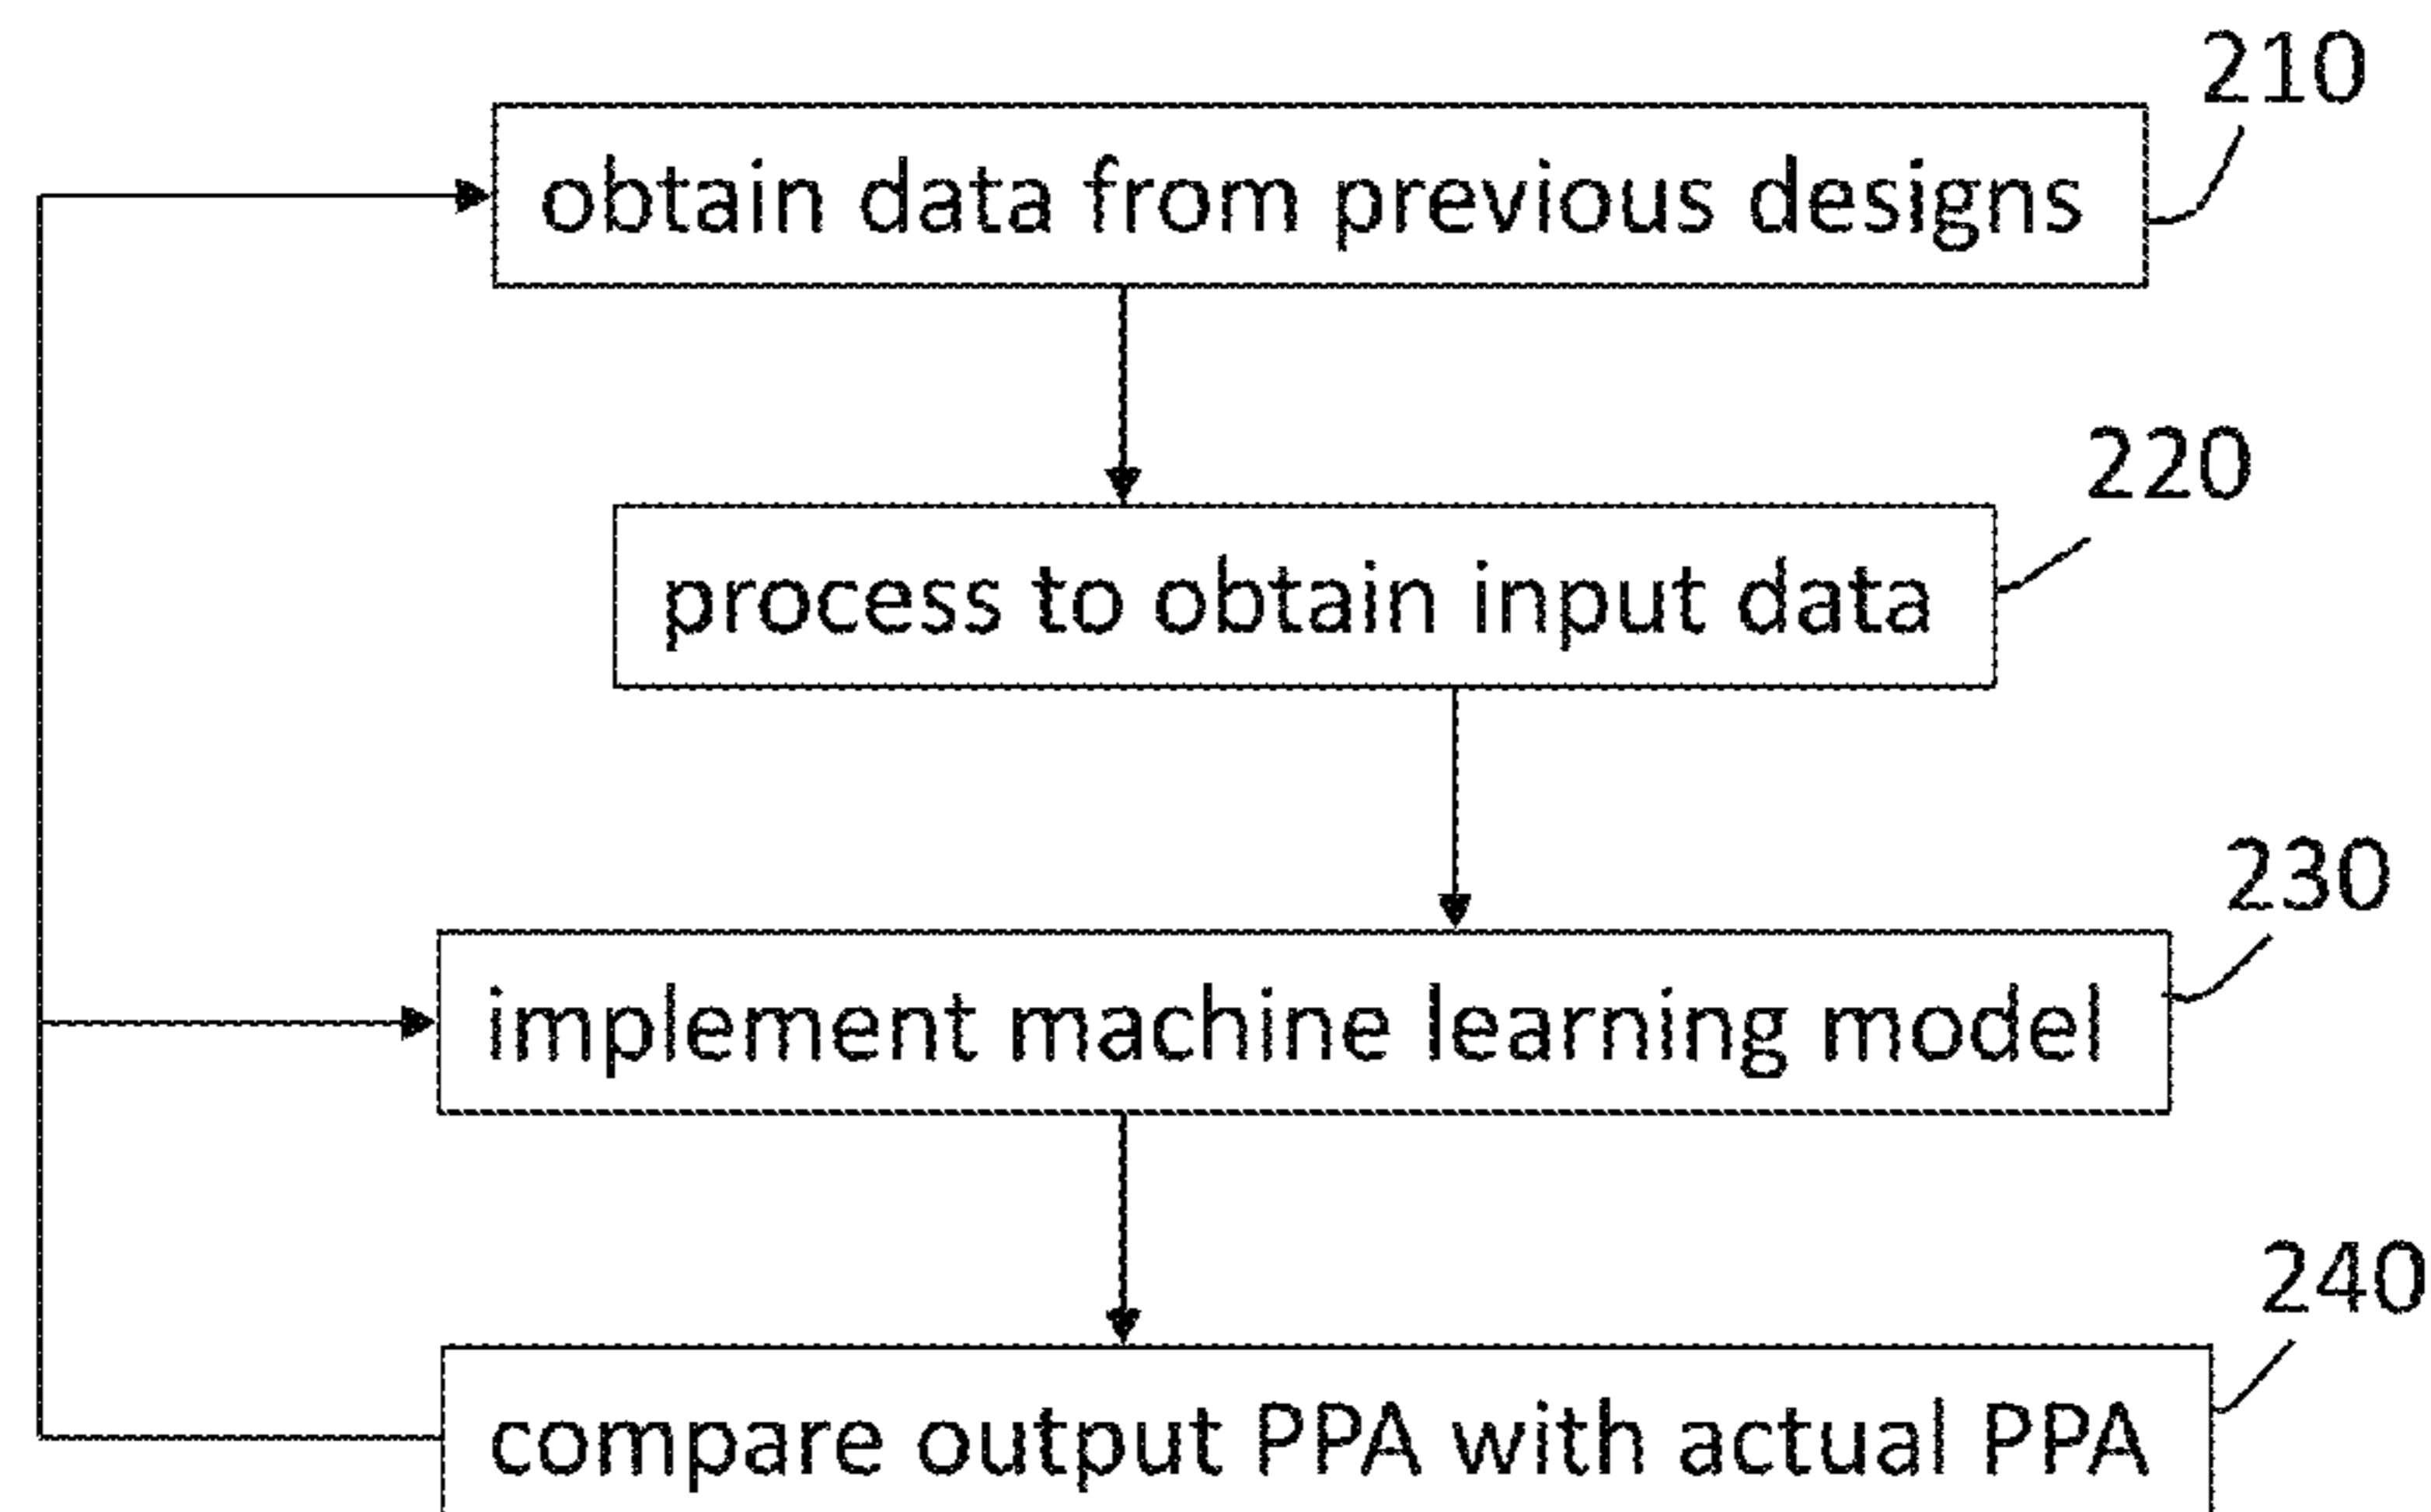 210
obtain data from previous designs
220
process to obtain input data
230
implement machine learning model
240
compare output PPA with actual PPA